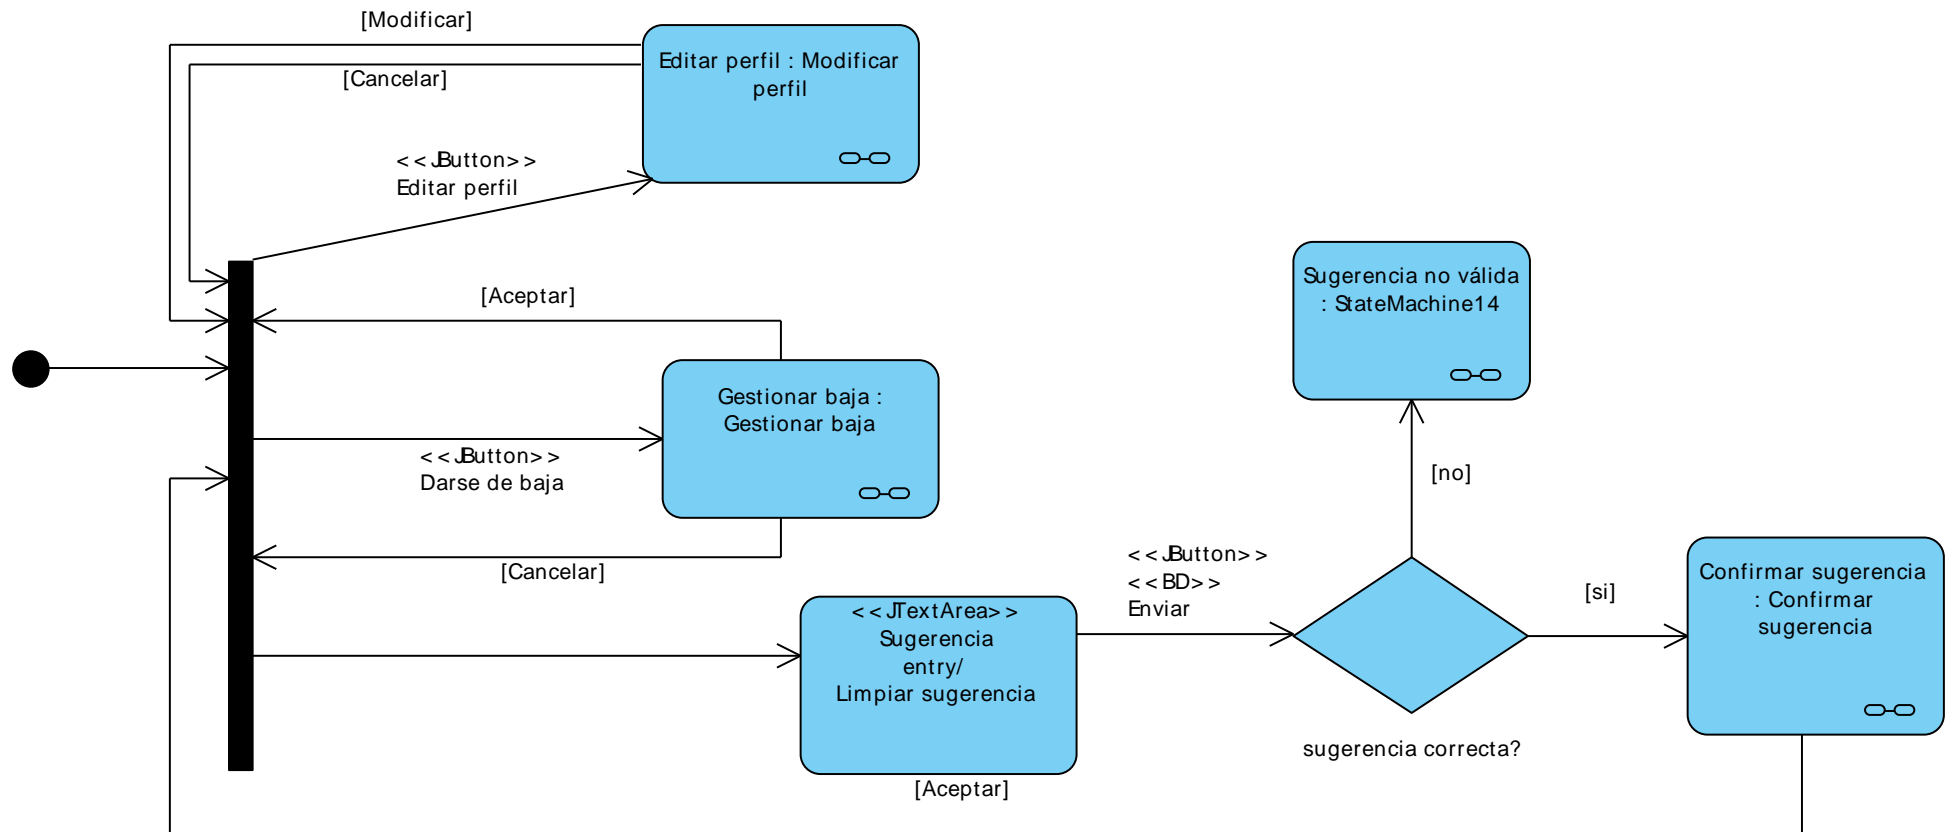 [Modificar]
Editar perfil : Modificar
perfil
[Cancelar]
<<JButton>>
Editar perfil
Sugerencia no válida
: StateMachine14
[Aceptar]
Gestionar baja :
Gestionar baja
<<JButton>>
Darse de baja
[no]
[Cancelar]
<<JButton>>
<<BD>>
Enviar
[si]
Confirmar sugerencia
: Confirmar
sugerencia
<<JTextArea>>
Sugerencia
entry/
Limpiar sugerencia
sugerencia correcta?
[Aceptar]